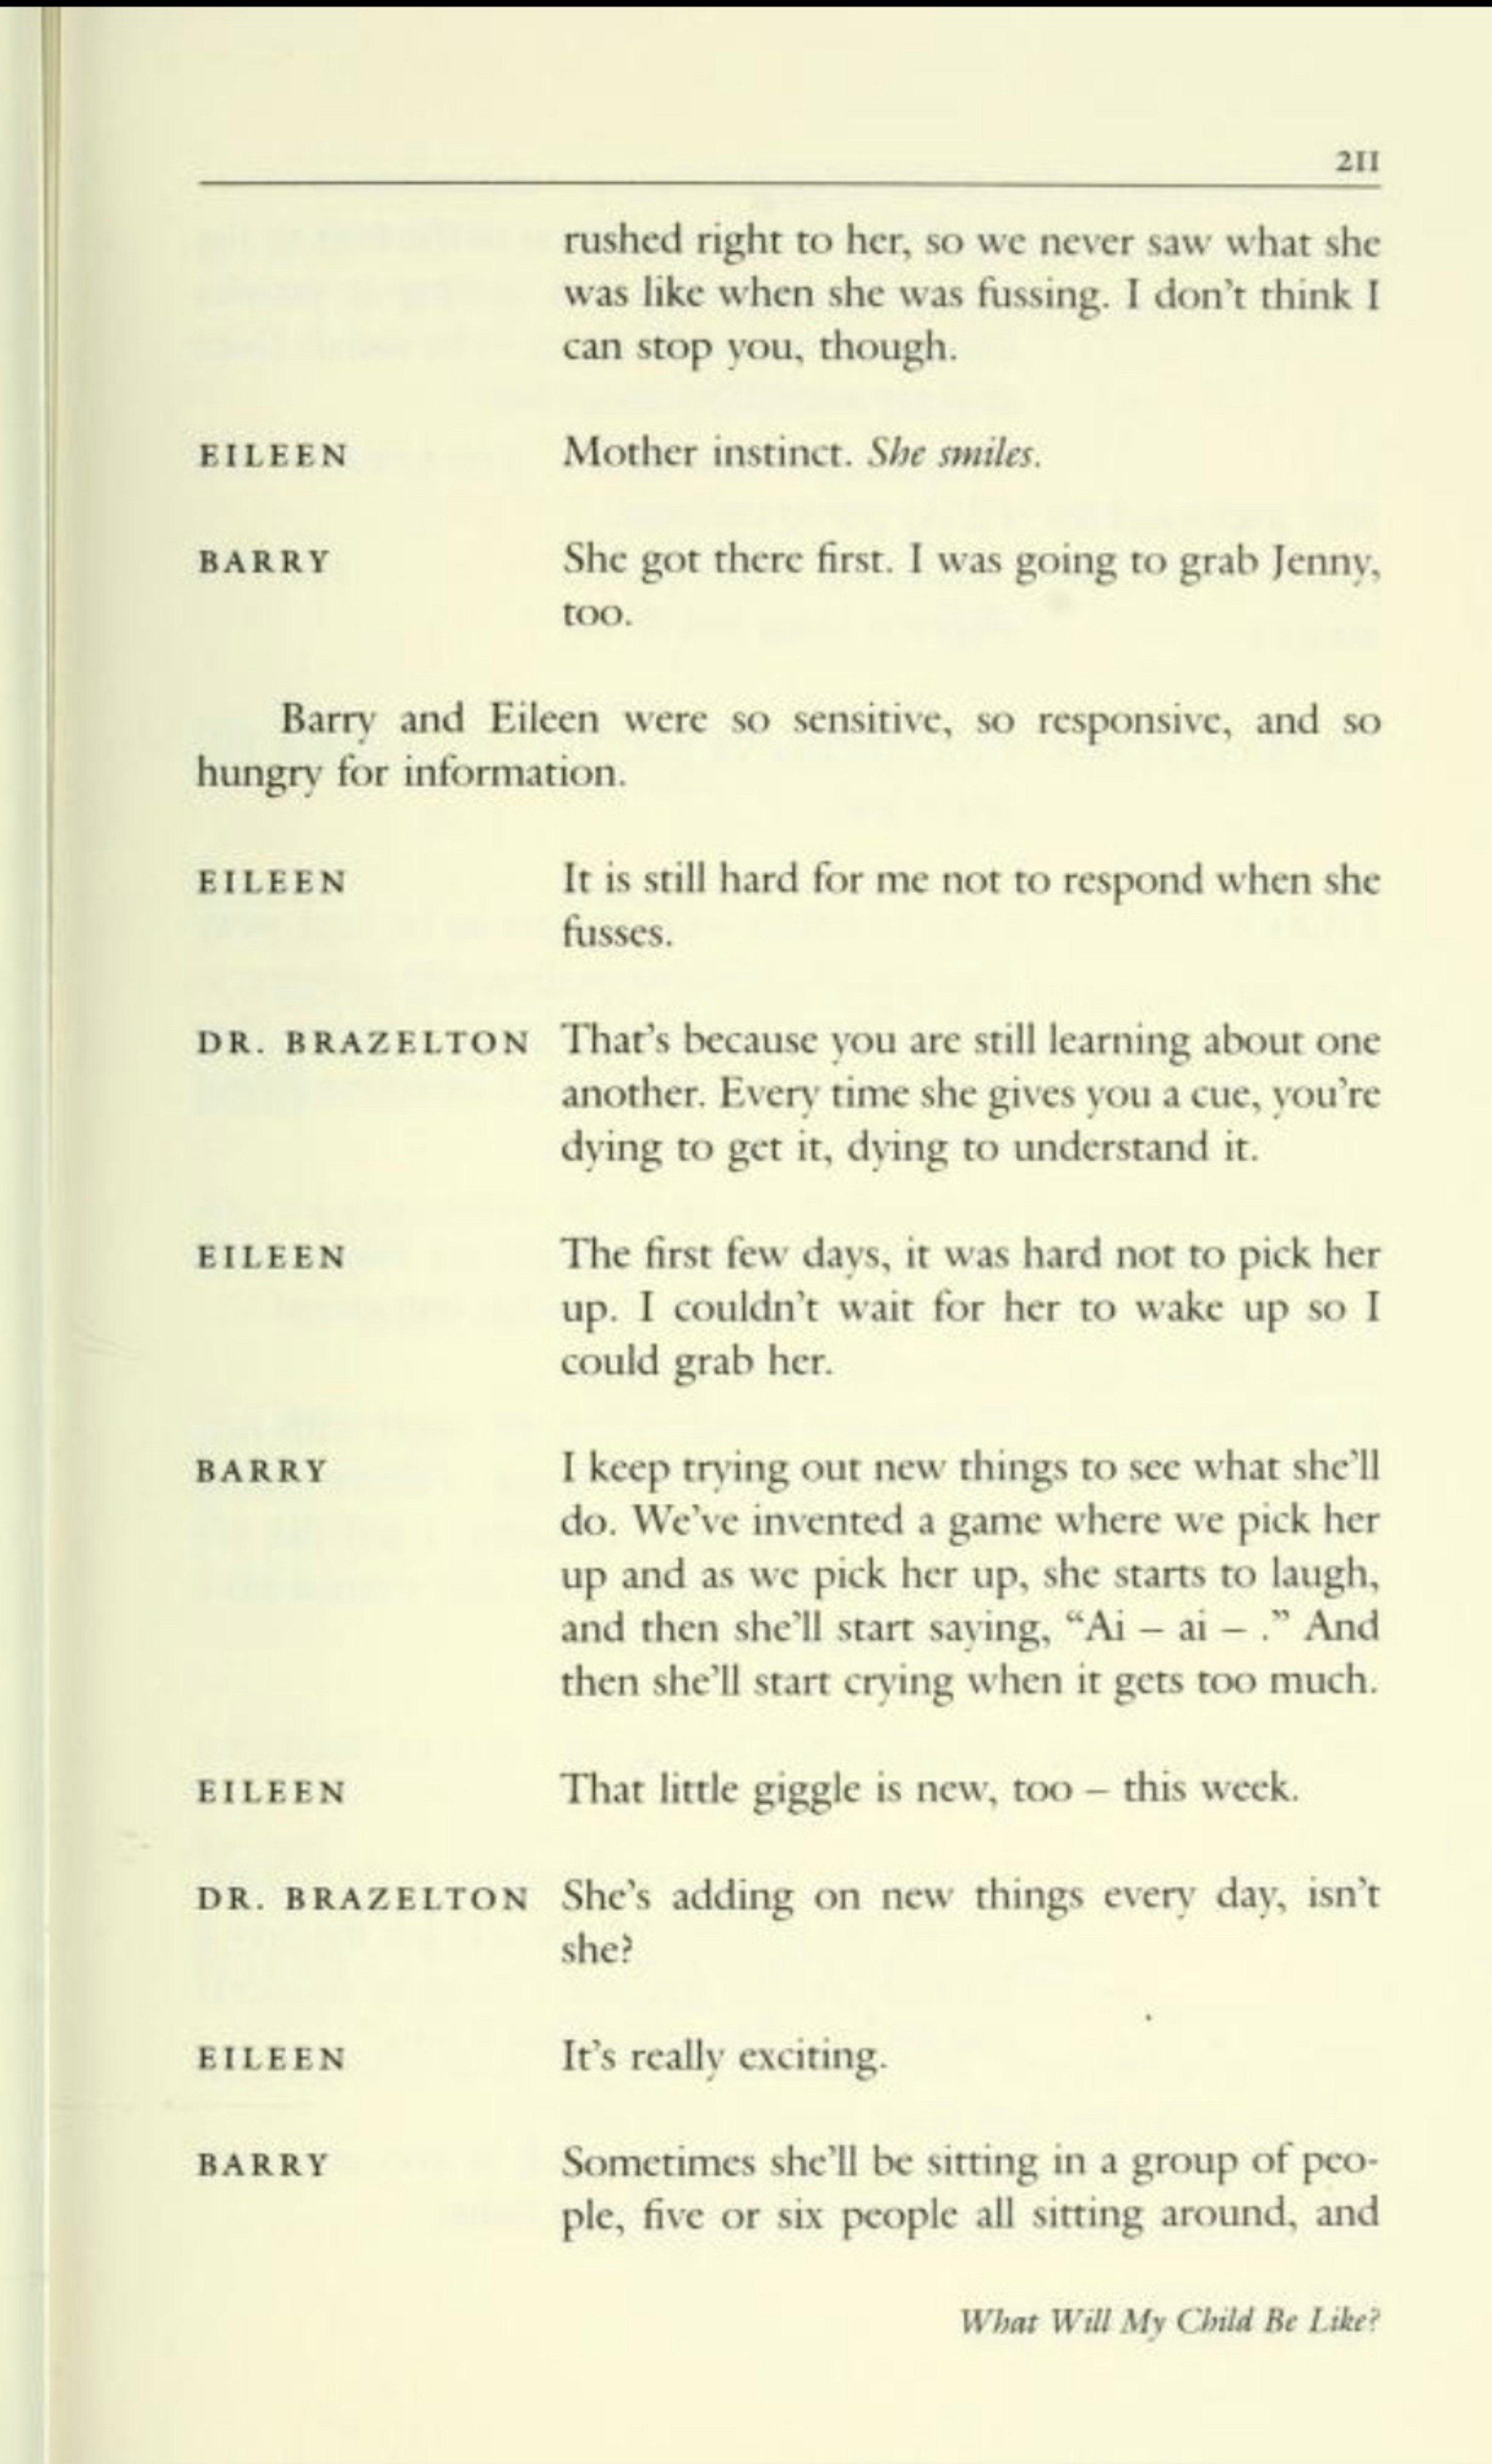 211
rushed right to her, so we never saw what she
was like when she was fussing. I don't think I
can stop you, though.
EILEEN Mother instinct. She smiles.
BARRY She got there first. I was going to grab Jenny,
too.
Barry and Eileen were so sensitive, so responsive, and so
hungry for information.
EILEEN It is still hard for me not to respond when she
fusses.
DR. BRAZELTON That's because you are still learning about one
another. Every time she gives you a cue, you're
dying to get it, dying to understand it.
EILEEN The first few days, it was hard not to pick her
up. I couldn't wait for her to wake up so I
could grab her.
BARRY I keep trying out new things to see what she'll
do. We've invented a game where we pick her
up and as we pick her up, she starts to laugh,
and then she'll start saying, “Ai – ai – .” And
then she'll start crying when it gets too much.
EILEEN That little giggle is new, too – this week.
DR. BRAZELTON She's adding on new things every day, isn't
she?
EILEEN It's really exciting.
BARRY Sometimes she'll be sitting in a group of peo-
ple, five or six people all sitting around, and
What Will My Child Be Like?